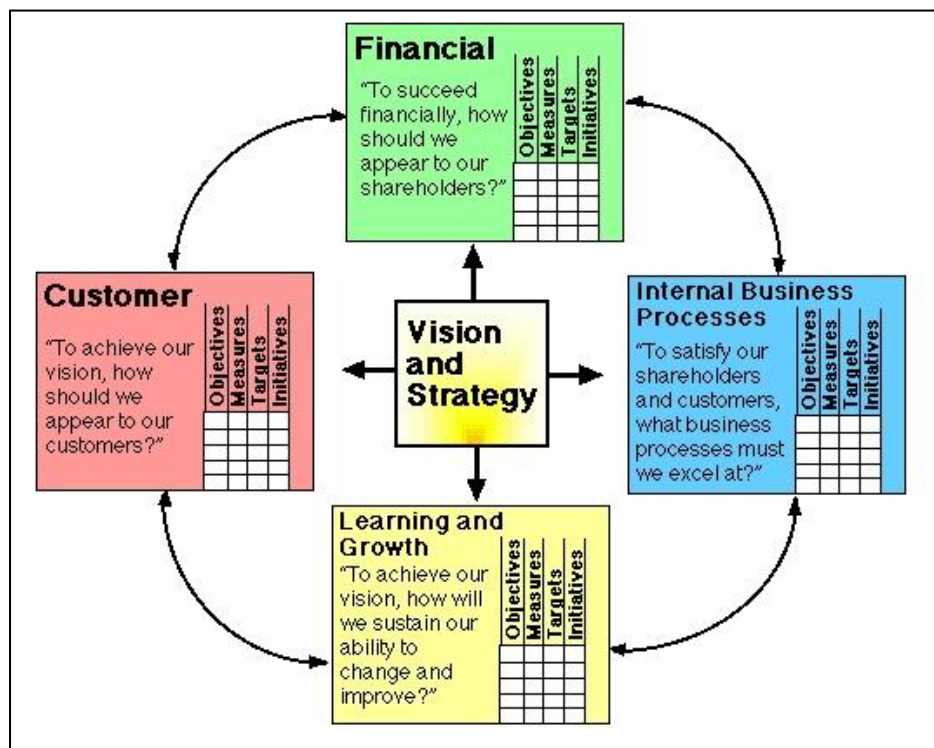 Financial
“To succeed
financially, how
should we
appear to our
shareholders?”
Objectives
Measures
Targets
Initiatives
Customer
“To achieve our
vision, how
should we
appear to our
customers?”
Objectives
Measures
Targets
Initiatives
Vision
and
Strategy
Internal Business
Processes
“To satisfy our
shareholders
and customers,
what business
processes must
we excel at?”
Objectives
Measures
Targets
Initiatives
Learning and
Growth
“To achieve our
vision, how will
we sustain our
ability to
change and
improve?”
Objectives
Measures
Targets
Initiatives